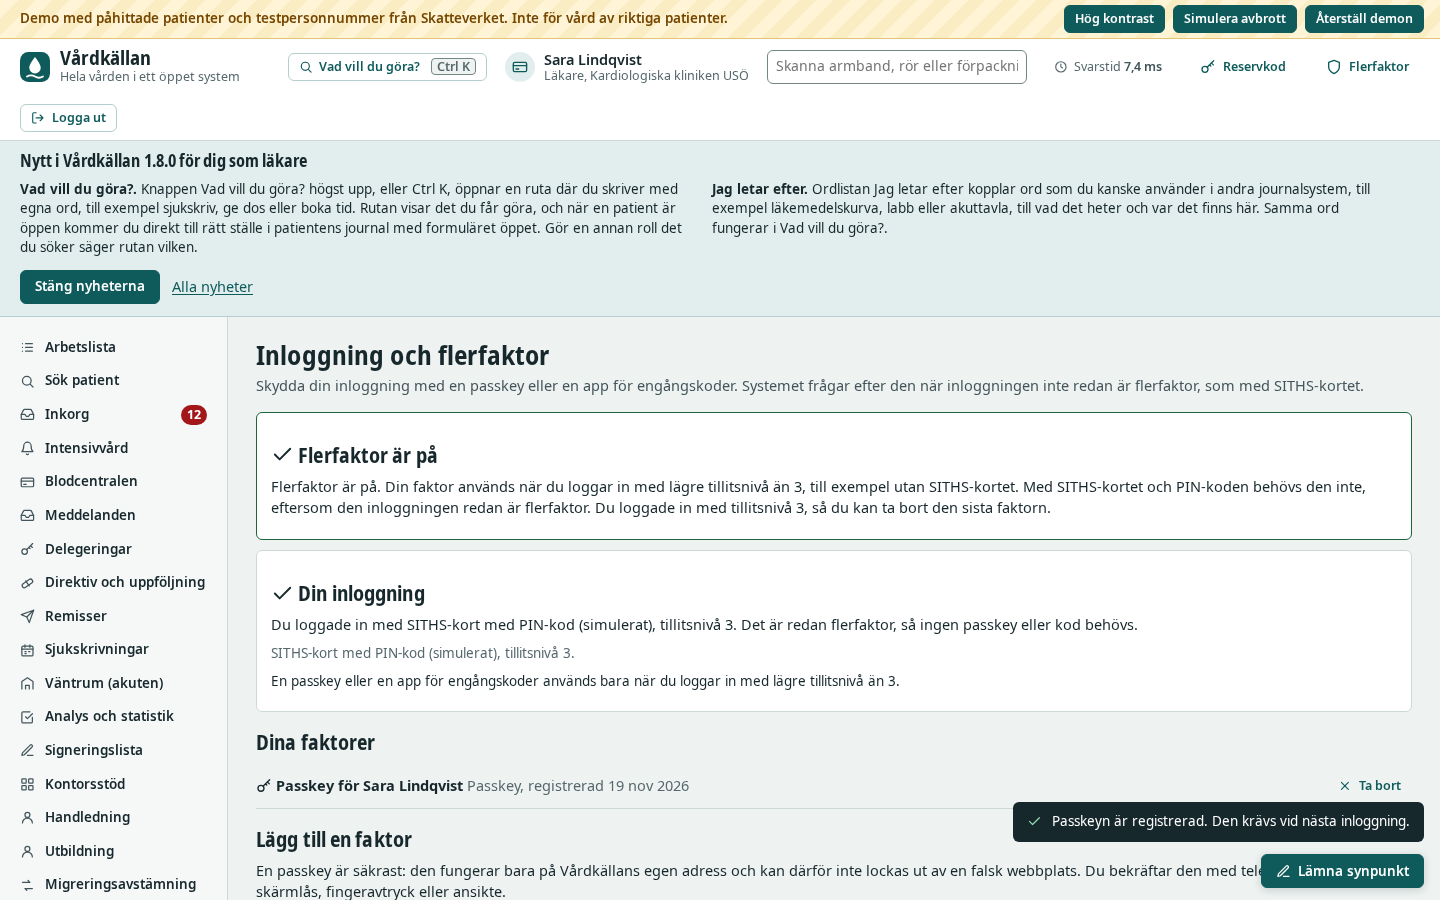 Demo med påhittade patienter och testpersonnummer från Skatteverket. Inte för vård av riktiga patienter.
Hög kontrast
Simulera avbrott
Återställ demon
Vårdkällan
Hela vården i ett öppet system
Vad vill du göra? Ctrl K
Sara Lindqvist
Läkare, Kardiologiska kliniken USÖ
Skanna armband, rör eller förpackni
Svarstid 7,4 ms
Reservkod
Flerfaktor
Logga ut
Nytt i Vårdkällan 1.8.0 för dig som läkare
Vad vill du göra?. Knappen Vad vill du göra? högst upp, eller Ctrl K, öppnar en ruta där du skriver med
egna ord, till exempel sjukskriv, ge dos eller boka tid. Rutan visar det du får göra, och när en patient är
öppen kommer du direkt till rätt ställe i patientens journal med formuläret öppet. Gör en annan roll det
du söker säger rutan vilken.
Jag letar efter. Ordlistan Jag letar efter kopplar ord som du kanske använder i andra journalsystem, till
exempel läkemedelskurva, labb eller akuttavla, till vad det heter och var det finns här. Samma ord
fungerar i Vad vill du göra?.
Stäng nyheterna
Alla nyheter
Arbetslista
Sök patient
Inkorg 12
Intensivvård
Blodcentralen
Meddelanden
Delegeringar
Direktiv och uppföljning
Remisser
Sjukskrivningar
Väntrum (akuten)
Analys och statistik
Signeringslista
Kontorsstöd
Handledning
Utbildning
Migreringsavstämning
Inloggning och flerfaktor
Skydda din inloggning med en passkey eller en app för engångskoder. Systemet frågar efter den när inloggningen inte redan är flerfaktor, som med SITHS-kortet.
Flerfaktor är på
Flerfaktor är på. Din faktor används när du loggar in med lägre tillitsnivå än 3, till exempel utan SITHS-kortet. Med SITHS-kortet och PIN-koden behövs den inte,
eftersom den inloggningen redan är flerfaktor. Du loggade in med tillitsnivå 3, så du kan ta bort den sista faktorn.
Din inloggning
Du loggade in med SITHS-kort med PIN-kod (simulerat), tillitsnivå 3. Det är redan flerfaktor, så ingen passkey eller kod behövs.
SITHS-kort med PIN-kod (simulerat), tillitsnivå 3.
En passkey eller en app för engångskoder används bara när du loggar in med lägre tillitsnivå än 3.
Dina faktorer
Passkey för Sara Lindqvist Passkey, registrerad 19 nov 2026
Ta bort
Passkeyn är registrerad. Den krävs vid nästa inloggning.
Lägg till en faktor
En passkey är säkrast: den fungerar bara på Vårdkällans egen adress och kan därför inte lockas ut av en falsk webbplats. Du bekräftar den med
skärmlås, fingeravtryck eller ansikte.
Lämna synpunkt